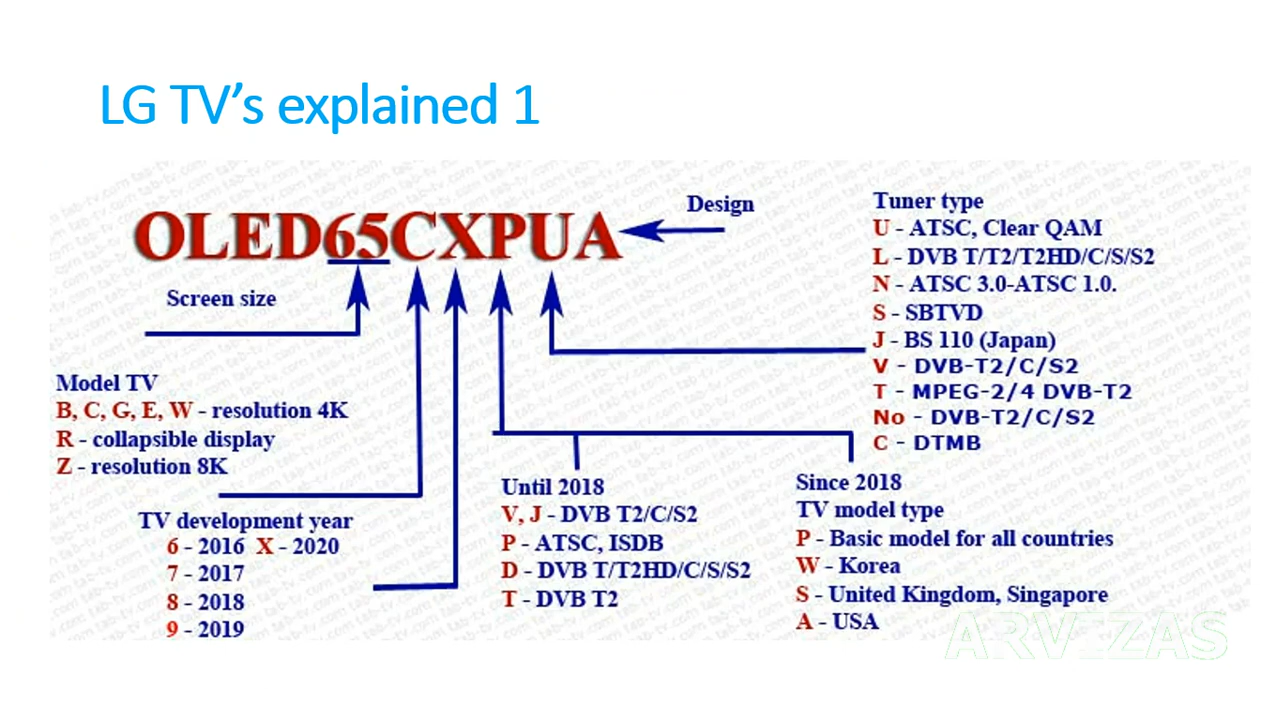 LG TV’s explained 1
OLED65CXPUA
Design
Screen size
Model TV
B, C, G, E, W - resolution 4K
R - collapsible display
Z - resolution 8K
TV development year
6 - 2016 X - 2020
7 - 2017
8 - 2018
9 - 2019
Until 2018
V, J - DVB T2/C/S2
P - ATSC, ISDB
D - DVB T/T2HD/C/S/S2
T - DVB T2
Since 2018
TV model type
P - Basic model for all countries
W - Korea
S - United Kingdom, Singapore
A - USA
Tuner type
U - ATSC, Clear QAM
L - DVB T/T2/T2HD/C/S/S2
N - ATSC 3.0-ATSC 1.0.
S - SBTVD
J - BS 110 (Japan)
V - DVB-T2/C/S2
T - MPEG-2/4 DVB-T2
No - DVB-T2/C/S2
C - DTMB
ARVIZAS
tab-tv.com